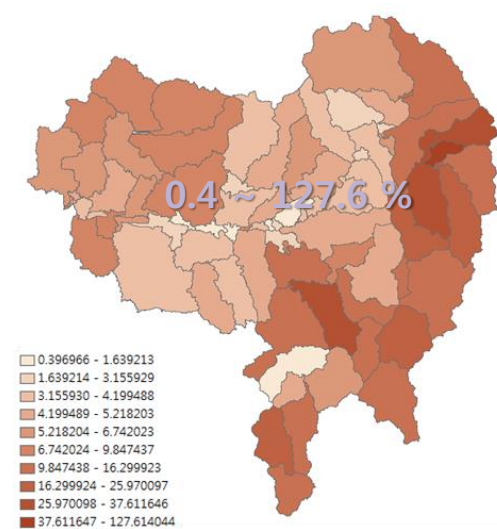 0.4 ~ 127.6 %
0.396966 - 1.639213
1.639214 - 3.155929
3.155930 - 4.199488
4.199489 - 5.218203
5.218204 - 6.742023
6.742024 - 9.847437
9.847438 - 16.299923
16.299924 - 25.970097
25.970098 - 37.611646
37.611647 - 127.614044